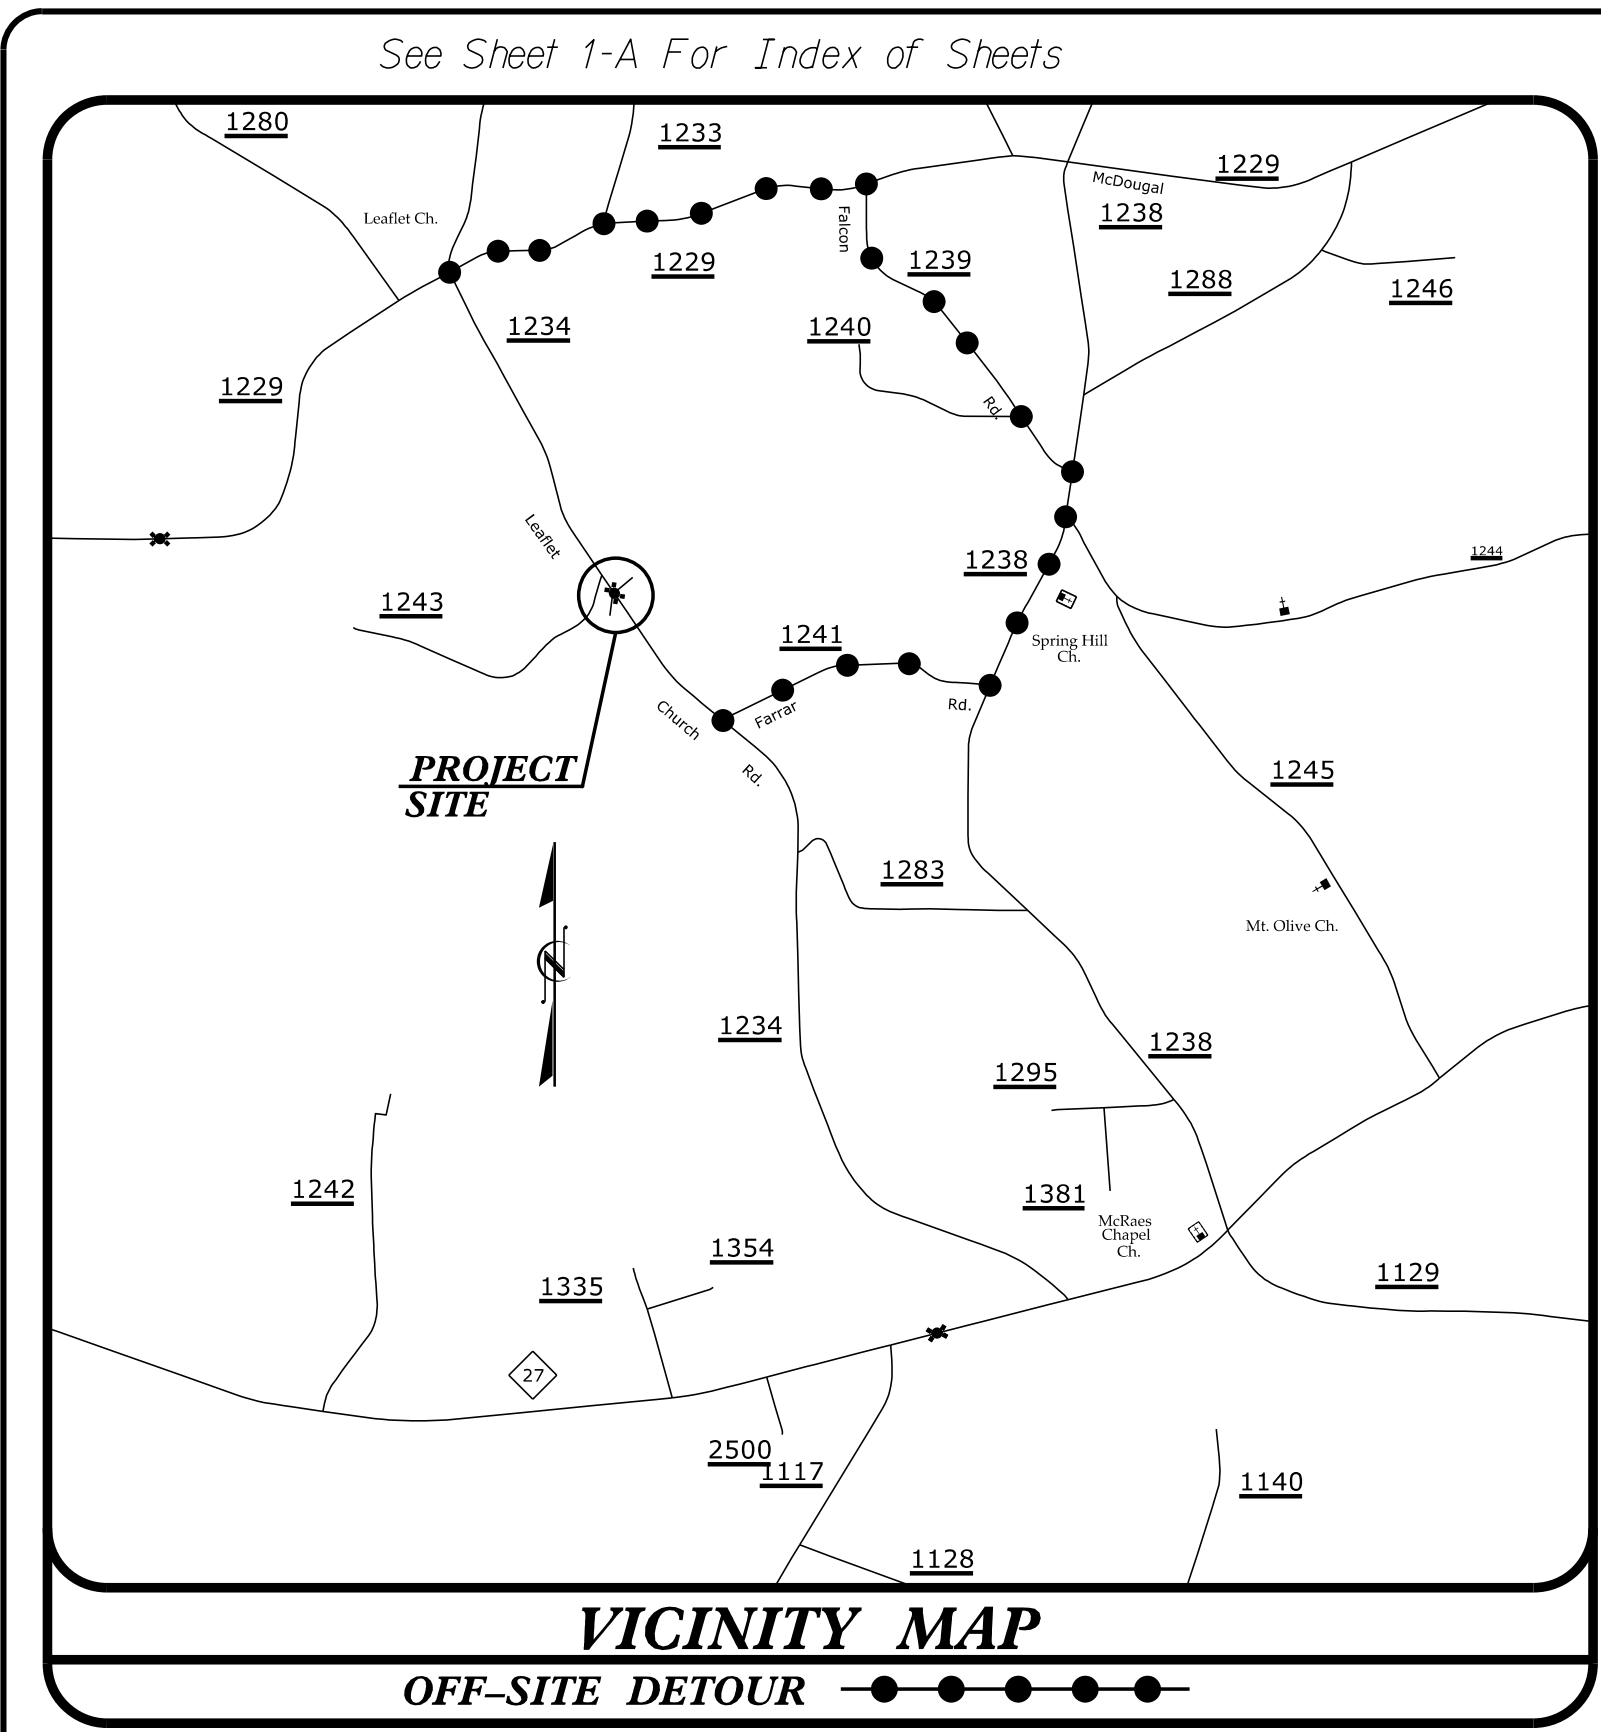 See Sheet 1-A For Index of Sheets
1280
1233
1229
McDougal
1238
Leaflet Ch.
Falcon
1229
1239
1288
1246
1234
1240
1229
Rd.
Leaflet
1244
1238
1243
1241
Spring Hill
Ch.
Church
Farrar
Rd.
Rd.
PROJECT
SITE
1245
1283
Mt. Olive Ch.
N
1234
1238
1295
1242
1381
McRaes
Chapel
Ch.
1354
1335
1129
27
2500
1117
1140
1128
VICINITY MAP
OFF–SITE DETOUR